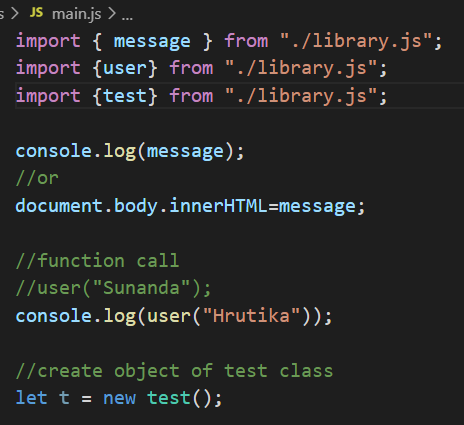 s > JS main.js > ...
import { message } from "./library.js";
import {user} from "./library.js";
import {test} from "./library.js";
console.log(message);
//or
document.body.innerHTML=message;
//function call
//user("Sunanda");
console.log(user("Hrutika"));
//create object of test class
let t = new test();